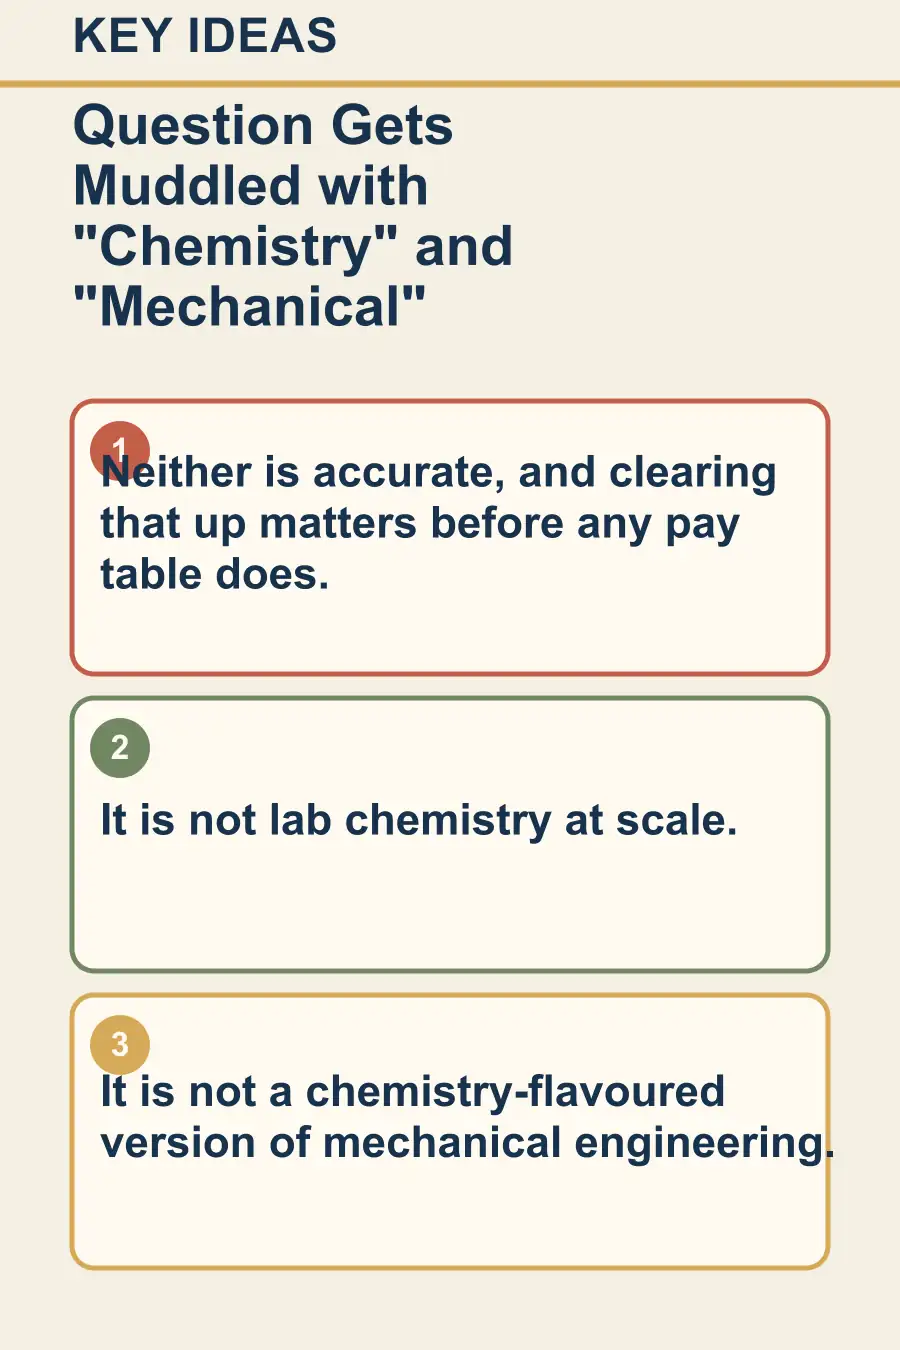 KEY IDEAS
Question Gets
Muddled with
"Chemistry" and
"Mechanical"
1
Neither is accurate, and clearing
that up matters before any pay
table does.
2
It is not lab chemistry at scale.
3
It is not a chemistry-flavoured
version of mechanical engineering.